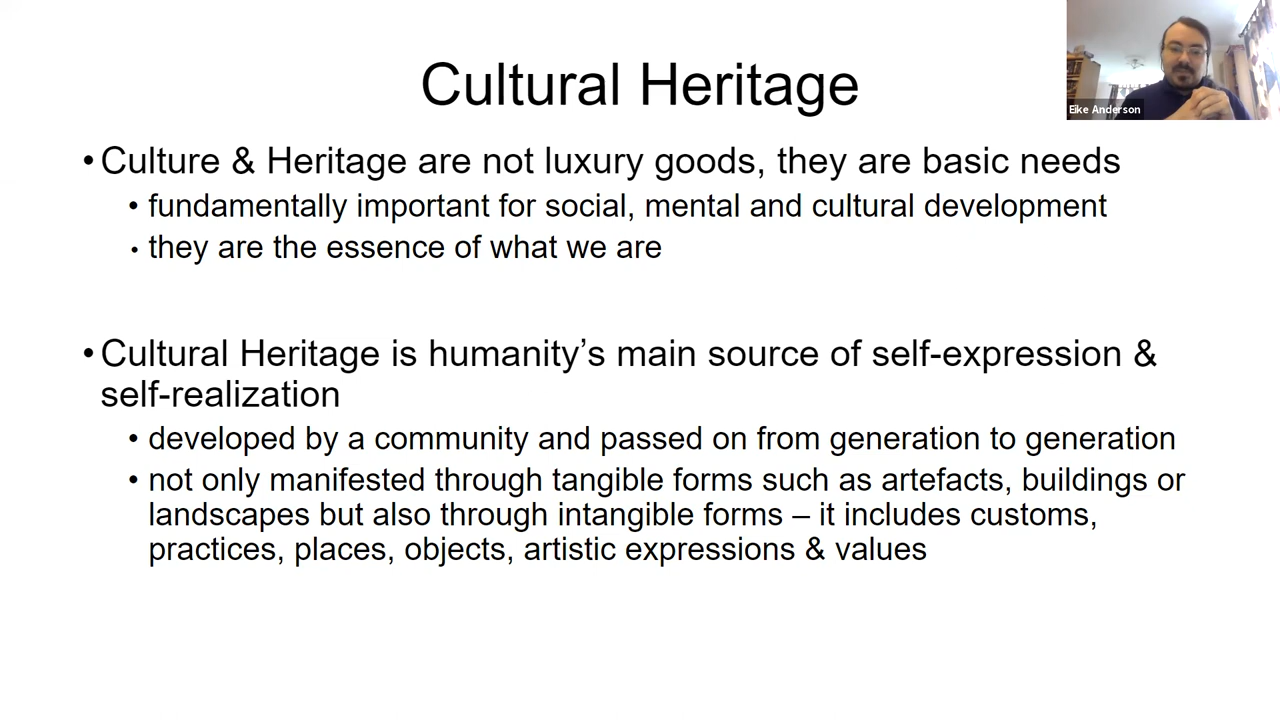 Cultural Heritage
Eike Anderson
• Culture & Heritage are not luxury goods, they are basic needs
• fundamentally important for social, mental and cultural development
• they are the essence of what we are
• Cultural Heritage is humanity’s main source of self-expression &
self-realization
• developed by a community and passed on from generation to generation
• not only manifested through tangible forms such as artefacts, buildings or
landscapes but also through intangible forms – it includes customs,
practices, places, objects, artistic expressions & values